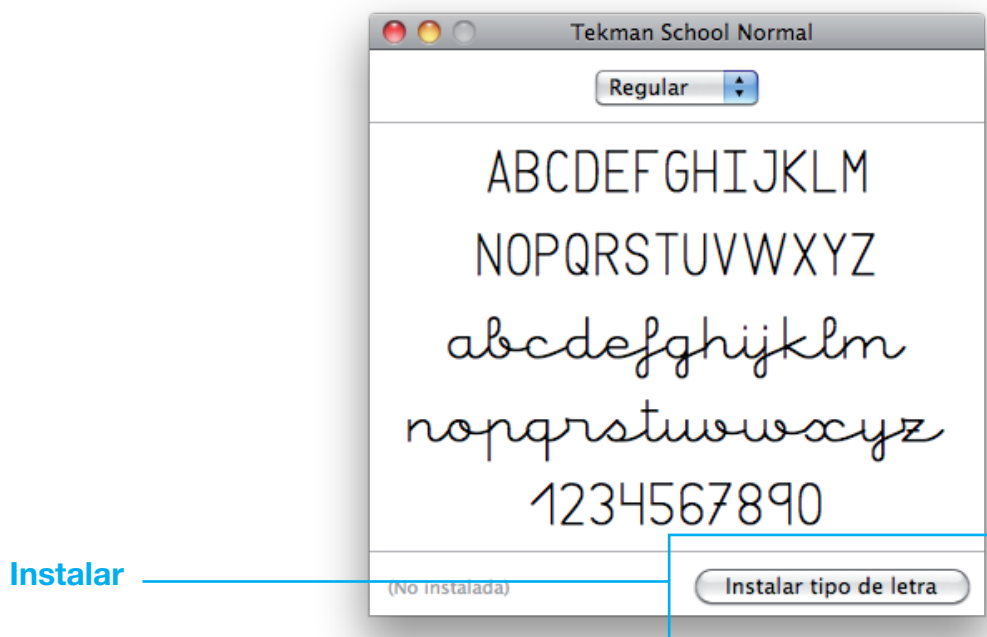 Tekman School Normal
Regular
ABCDEFGHIJKLM
NOPQRSTUVWXYZ
abcdefghijklm
nopqrstuvwxyz
1234567890
Instalar
(No instalada)
Instalar tipo de letra